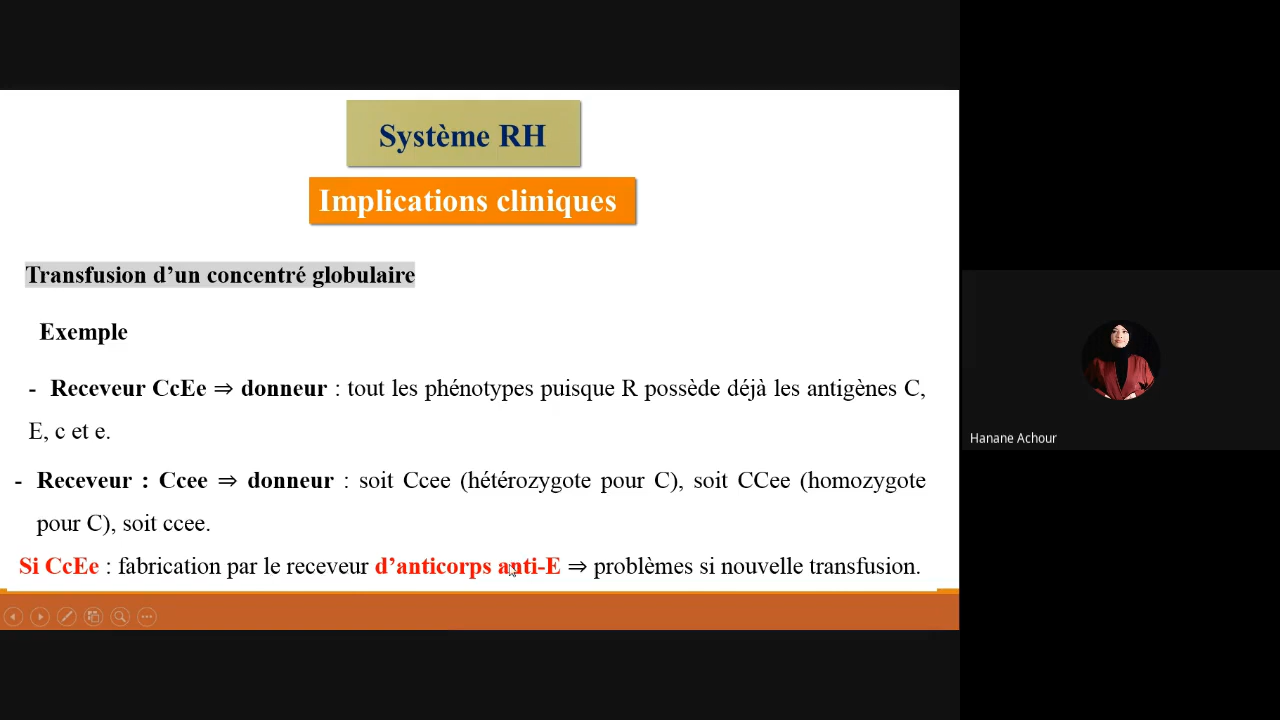 Système RH
Implications cliniques
Transfusion d’un concentré globulaire
Exemple
- Receveur CcEe ⇒ donneur : tout les phénotypes puisque R possède déjà les antigènes C,
E, c et e.
- Receveur : Ccee ⇒ donneur : soit Ccee (hétérozygote pour C), soit CCee (homozygote
pour C), soit ccee.
Si CcEe : fabrication par le receveur d’anticorps anti-E ⇒ problèmes si nouvelle transfusion.
Hanane Achour